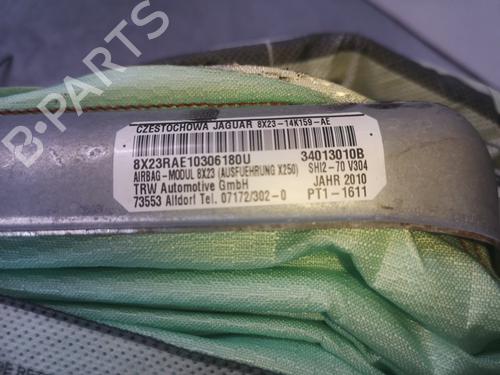 B-PARTS
CZESTOCHOWA JAGUAR 8X23-14K159-AE
8X23RAE10306180U 34013010B
AIRBAG-MODUL 8X23 (AUSFUEHRUNG X250) SHI2-70 V304
TRW Automotive GmbH JAHR 2010
73553 Alldorf Tel. 07172/302-0 PT1-1611